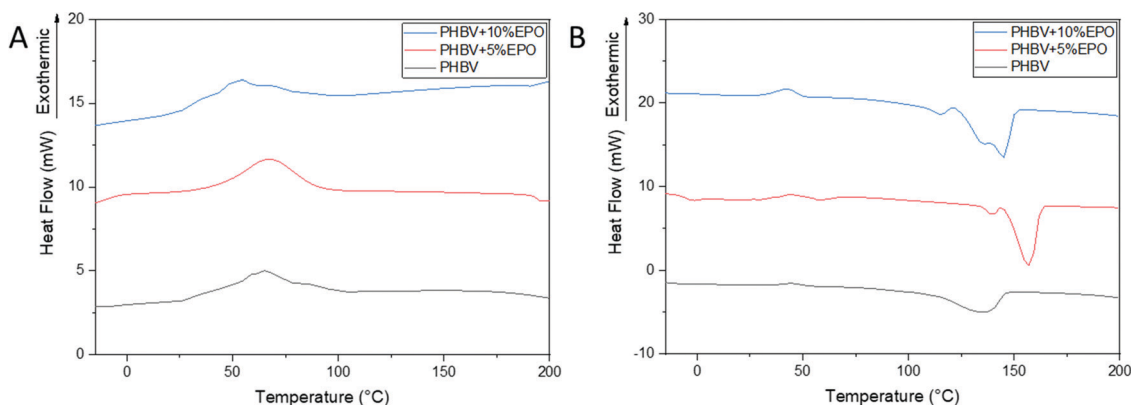 A
Exothermic
Heat Flow (mW)
20
15
10
5
0
PHBV+10%EPO
PHBV+5%EPO
PHBV
0
50
100
150
200
Temperature (°C)
B
Exothermic
Heat Flow (mW)
30
20
10
0
-10
PHBV+10%EPO
PHBV+5%EPO
PHBV
0
50
100
150
200
Temperature (°C)